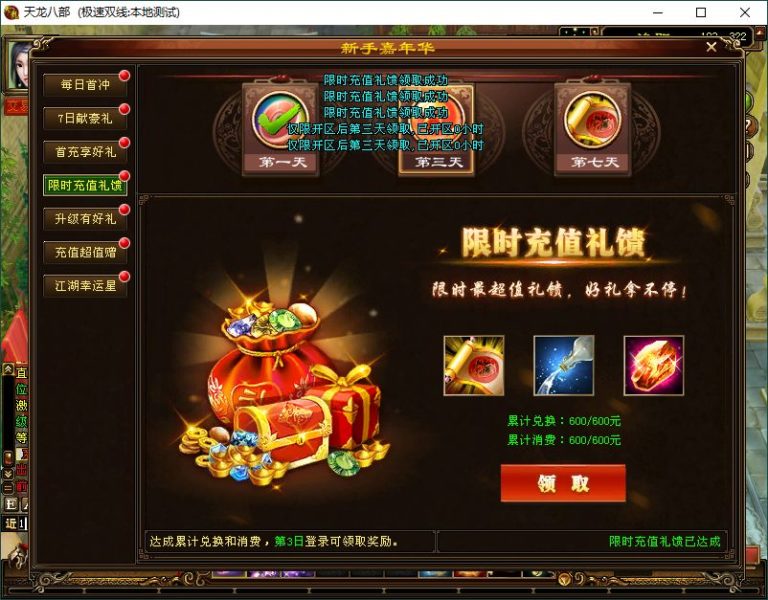 天龙八部 (极速双线:本地测试)
新手嘉年华
每日首冲
7日献豪礼
首充享好礼
限时充值礼馈
升级有好礼
充值超值赠
江湖幸运星
限时充值礼馈领取成功
限时充值礼馈领取成功
限时充值礼馈领取成功
仅限开区后第三天领取,已开区0小时
仅限开区后第三天领取,已开区0小时
第一天
第三天
第七天
限时充值礼馈
限时最超值礼馈，好礼拿不停！
累计兑换：600/600元
累计消费：600/600元
领 取
达成累计兑换和消费，第3日登录可领取奖励。
限时充值礼馈已达成
直
位
激
级
等
出
前
E
近